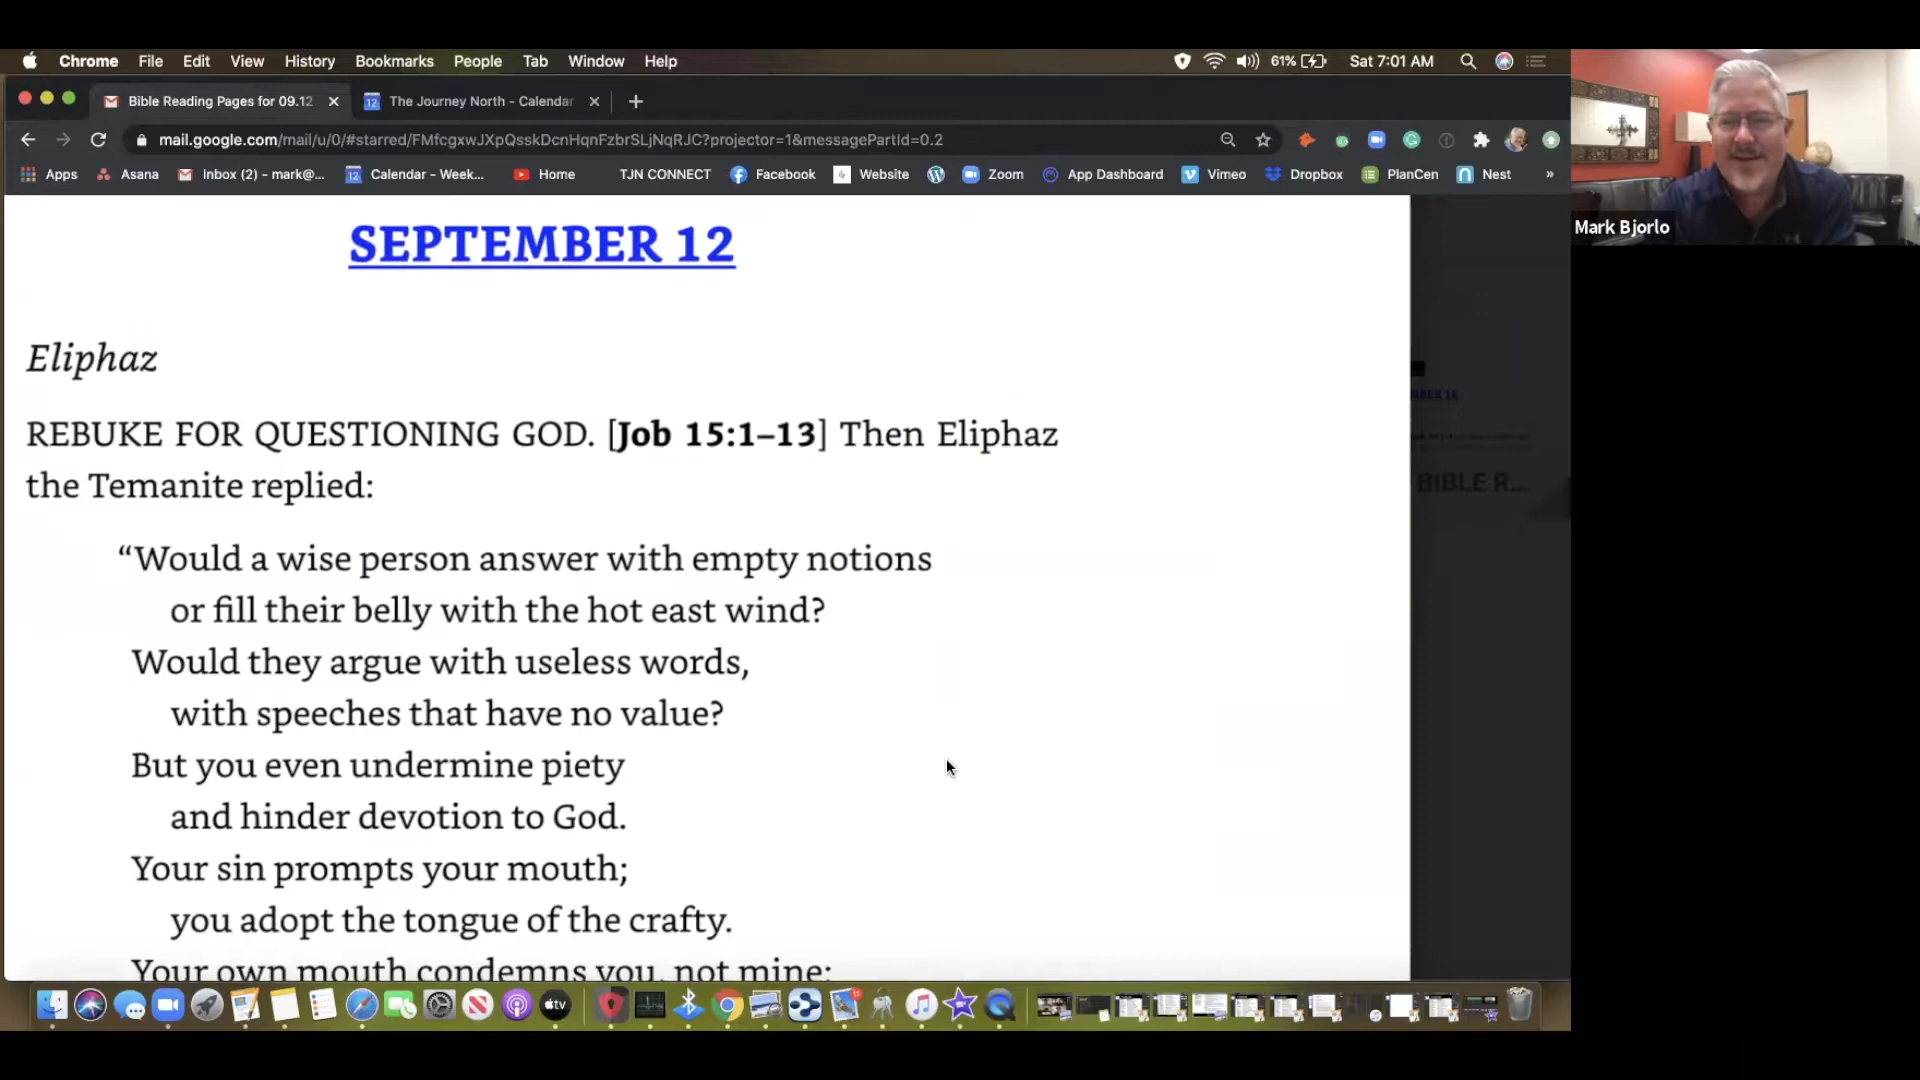 Chrome File Edit View History Bookmarks People Tab Window Help 61% Sat 7:01 AM
Bible Reading Pages for 09.12
12 The Journey North - Calendar
mail.google.com/mail/u/0/#starred/FMfcgxwJXpQsskDcnHqnFzbrSLjNqRJC?projector=1&messagePartId=0.2
Apps Asana Inbox (2) - mark@... 12 Calendar - Week... Home TJN CONNECT Facebook Website Zoom App Dashboard Vimeo Dropbox PlanCen Nest »
Mark Bjorlo
SEPTEMBER 12
Eliphaz
REBUKE FOR QUESTIONING GOD. [Job 15:1–13] Then Eliphaz
the Temanite replied:
“Would a wise person answer with empty notions
or fill their belly with the hot east wind?
Would they argue with useless words,
with speeches that have no value?
But you even undermine piety
and hinder devotion to God.
Your sin prompts your mouth;
you adopt the tongue of the crafty.
Your own mouth condemns you, not mine;
BIBLE R...
tv